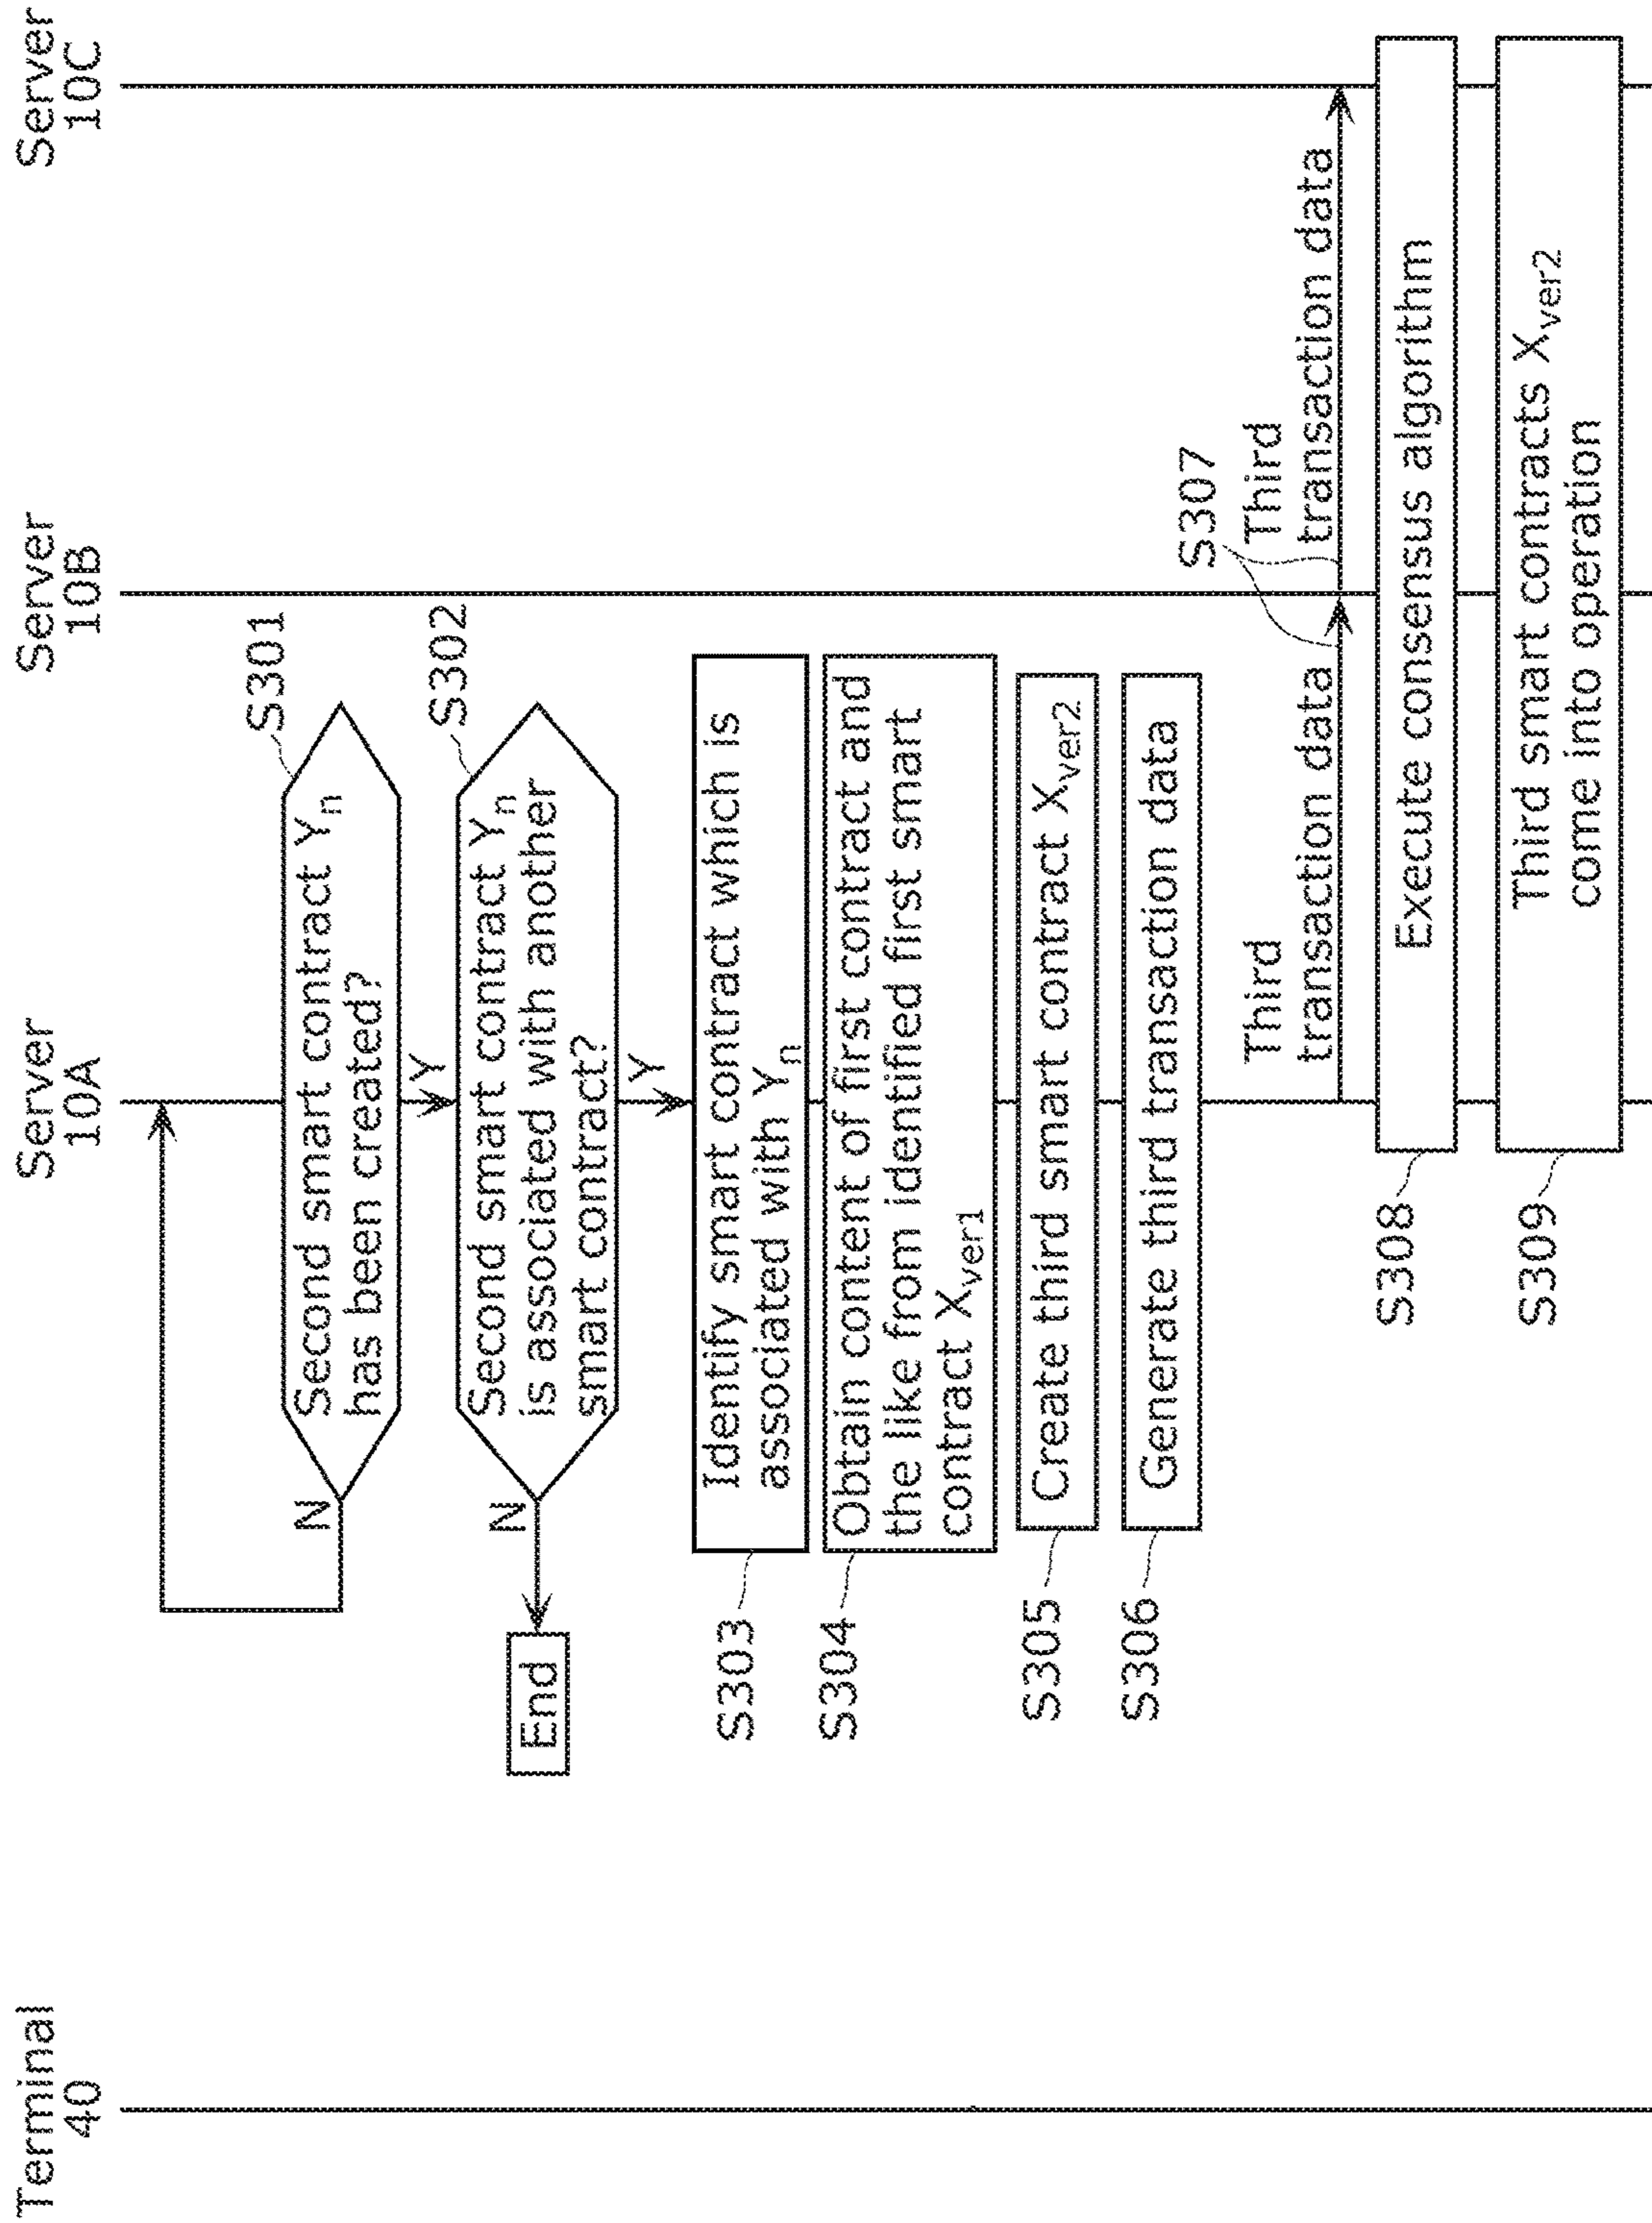 Terminal
40
Server
10A
Server
10B
Server
10C
S301
Second smart contract Yn
has been created?
N
Y
S302
Second smart contract Yn
is associated with another
smart contract?
N
End
Y
S303
Identify smart contract which is
associated with Yn
S304
Obtain content of first contract and
the like from identified first smart
contract Xver1
S305
Create third smart contract Xver2
S306
Generate third transaction data
S307
Third
transaction data
Third
transaction data
S308
Execute consensus algorithm
S309
Third smart contracts Xver2
come into operation